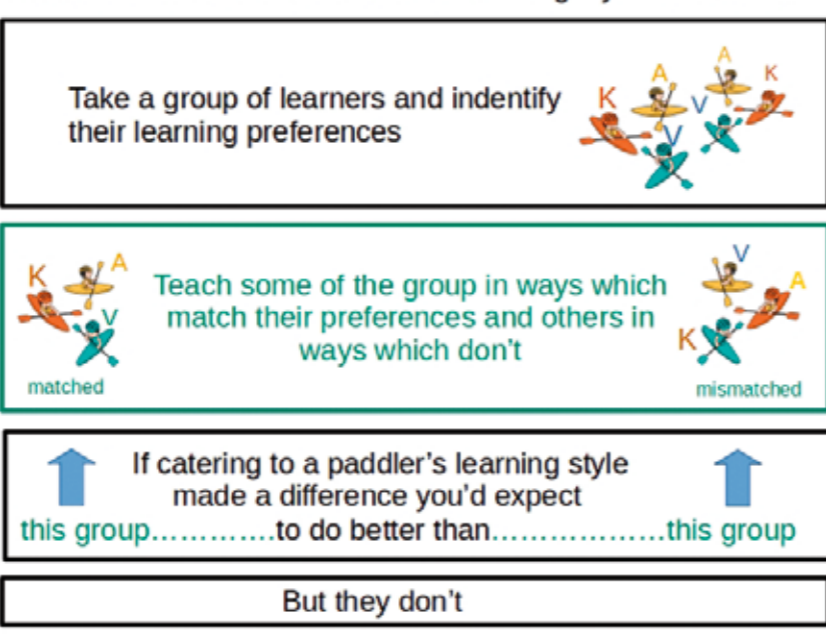 Take a group of learners and indentify
their learning preferences
K
A
A
K
V
V
K
A
V
matched
Teach some of the group in ways which
match their preferences and others in
ways which don't
V
A
K
mismatched
If catering to a paddler's learning style
made a difference you'd expect
this group………….to do better than………………this group
But they don't